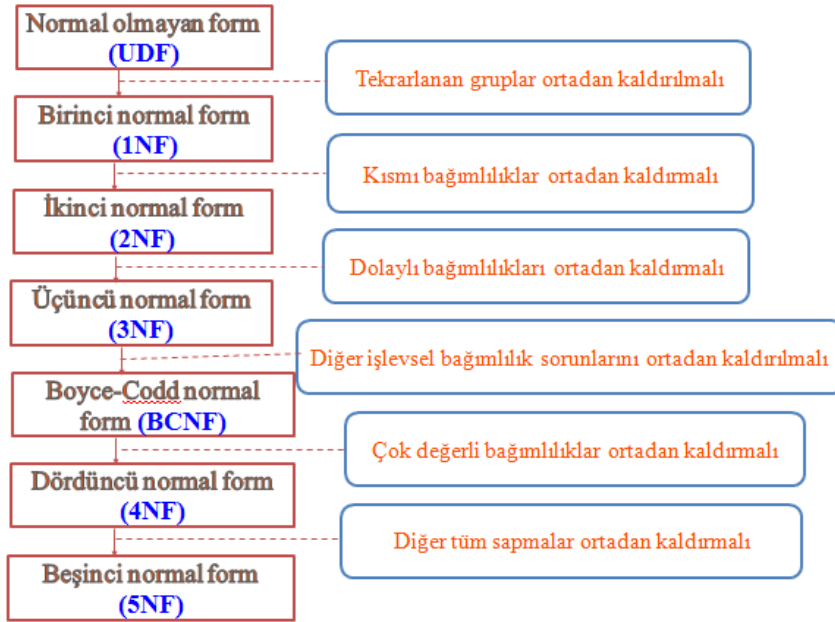 Normal olmayan form
(UDF)
Tekrarlanan gruplar ortadan kaldırılmalı
Birinci normal form
(1NF)
Kısmı bağımlılıklar ortadan kaldırmalı
İkinci normal form
(2NF)
Dolaylı bağımlılıkları ortadan kaldırmalı
Üçüncü normal form
(3NF)
Diğer işlevsel bağımlılık sorunlarını ortadan kaldırılmalı
Boyce-Codd normal
form (BCNF)
Çok değerli bağımlılıklar ortadan kaldırmalı
Dördüncü normal form
(4NF)
Diğer tüm sapmalar ortadan kaldırmalı
Beşinci normal form
(5NF)